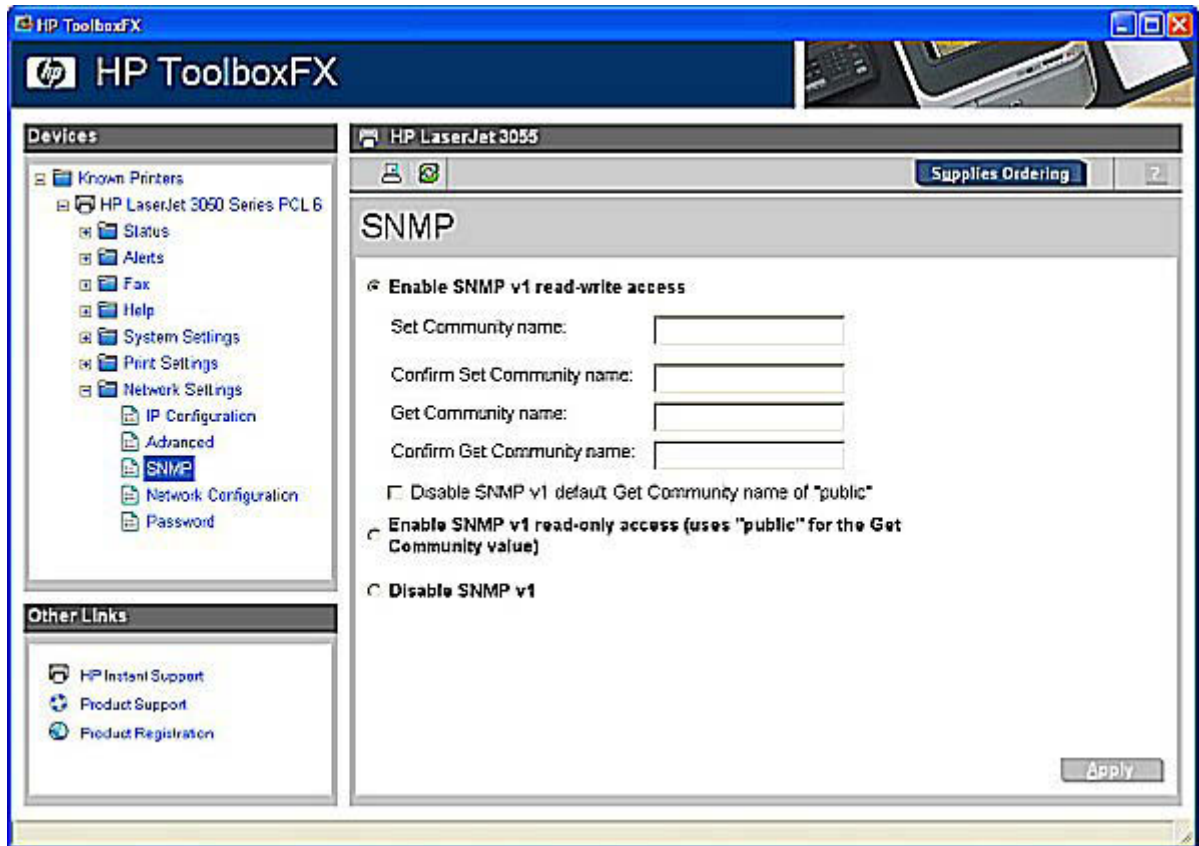 HP ToolboxFX
hp HP ToolboxFX
Devices
Known Printers
HP LaserJet 3050 Series PCL 6
Status
Alerts
Fax
Help
System Settings
Print Settings
Network Settings
IP Configuration
Advanced
SNMP
Network Configuration
Password
Other Links
HP Instant Support
Product Support
Product Registration
HP LaserJet 3055
Supplies Ordering
?
SNMP
Enable SNMP v1 read-write access
Set Community name:
Confirm Set Community name:
Get Community name:
Confirm Get Community name:
Disable SNMP v1 default Get Community name of "public"
Enable SNMP v1 read-only access (uses "public" for the Get
Community value)
Disable SNMP v1
Apply